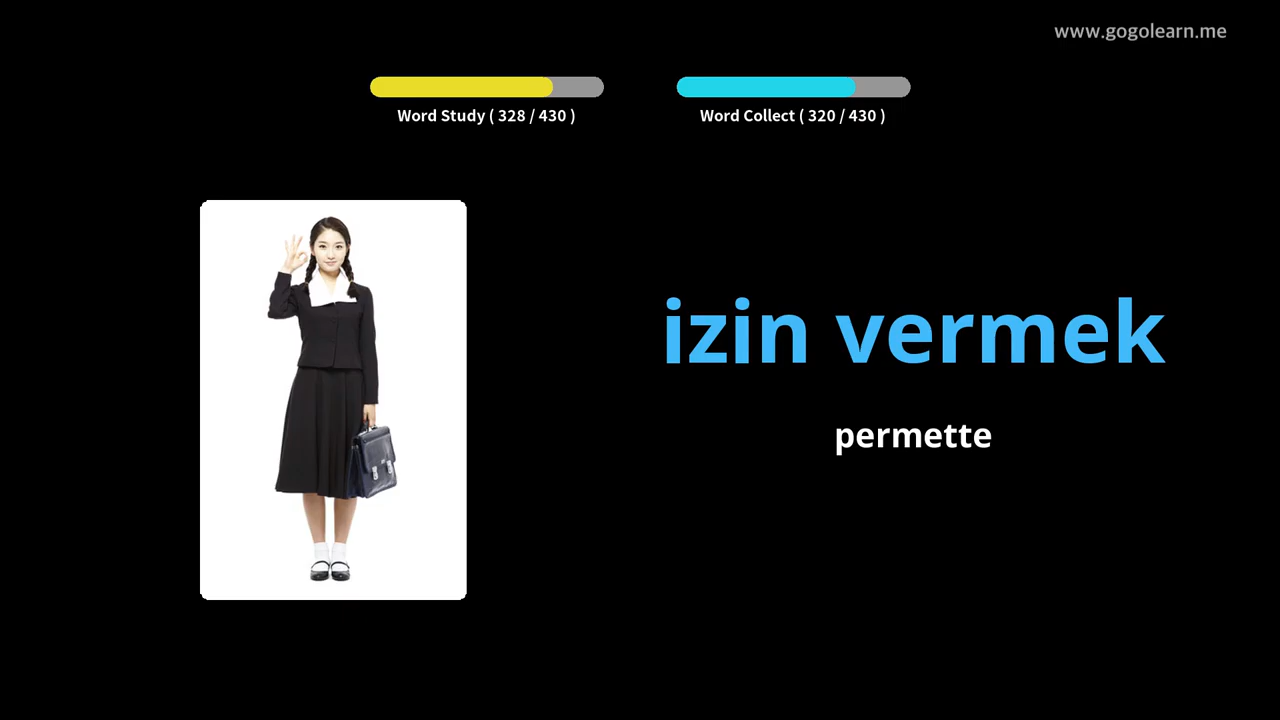 www.gogolearn.me
Word Study ( 328 / 430 )
Word Collect ( 320 / 430 )
izin vermek
permette